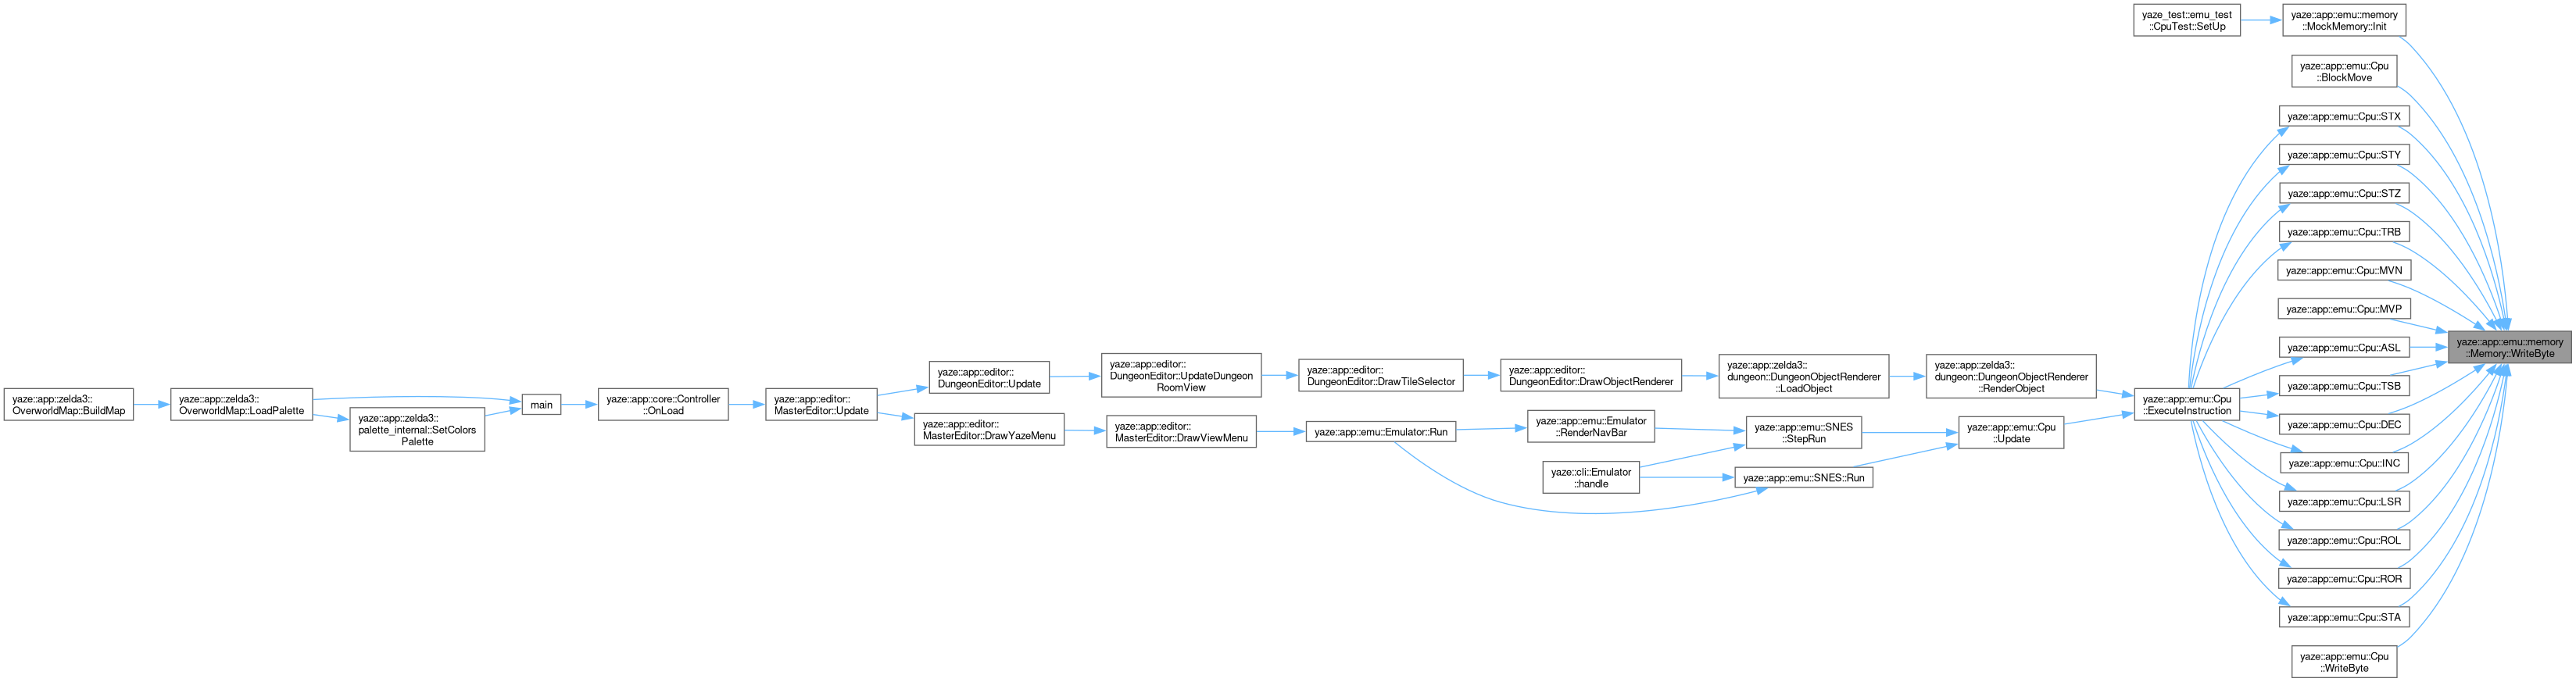 yaze_test::emu_test
::CpuTest::SetUp
yaze::app::emu::memory
::MockMemory::Init
yaze::app::emu::Cpu
::BlockMove
yaze::app::emu::Cpu::STX
yaze::app::emu::Cpu::STY
yaze::app::emu::Cpu::STZ
yaze::app::emu::Cpu::TRB
yaze::app::emu::Cpu::MVN
yaze::app::emu::Cpu::MVP
yaze::app::emu::memory
::Memory::WriteByte
yaze::app::emu::Cpu::ASL
yaze::app::emu::Cpu::TSB
yaze::app::emu::Cpu::DEC
yaze::app::emu::Cpu::INC
yaze::app::emu::Cpu::LSR
yaze::app::emu::Cpu::ROL
yaze::app::emu::Cpu::ROR
yaze::app::emu::Cpu::STA
yaze::app::emu::Cpu
::WriteByte
yaze::app::emu::Cpu
::ExecuteInstruction
yaze::app::zelda3::
dungeon::DungeonObjectRenderer
::RenderObject
yaze::app::zelda3::
dungeon::DungeonObjectRenderer
::LoadObject
yaze::app::editor::
DungeonEditor::DrawObjectRenderer
yaze::app::editor::
DungeonEditor::DrawTileSelector
yaze::app::editor::
DungeonEditor::UpdateDungeon
RoomView
yaze::app::editor::
DungeonEditor::Update
yaze::app::emu::Cpu
::Update
yaze::app::emu::SNES
::StepRun
yaze::app::emu::SNES::Run
yaze::app::emu::Emulator
::RenderNavBar
yaze::cli::Emulator
::handle
yaze::app::emu::Emulator::Run
yaze::app::editor::
MasterEditor::DrawViewMenu
yaze::app::editor::
MasterEditor::DrawYazeMenu
yaze::app::editor::
MasterEditor::Update
yaze::app::core::Controller
::OnLoad
main
yaze::app::zelda3::
palette_internal::SetColors
Palette
yaze::app::zelda3::
OverworldMap::LoadPalette
yaze::app::zelda3::
OverworldMap::BuildMap